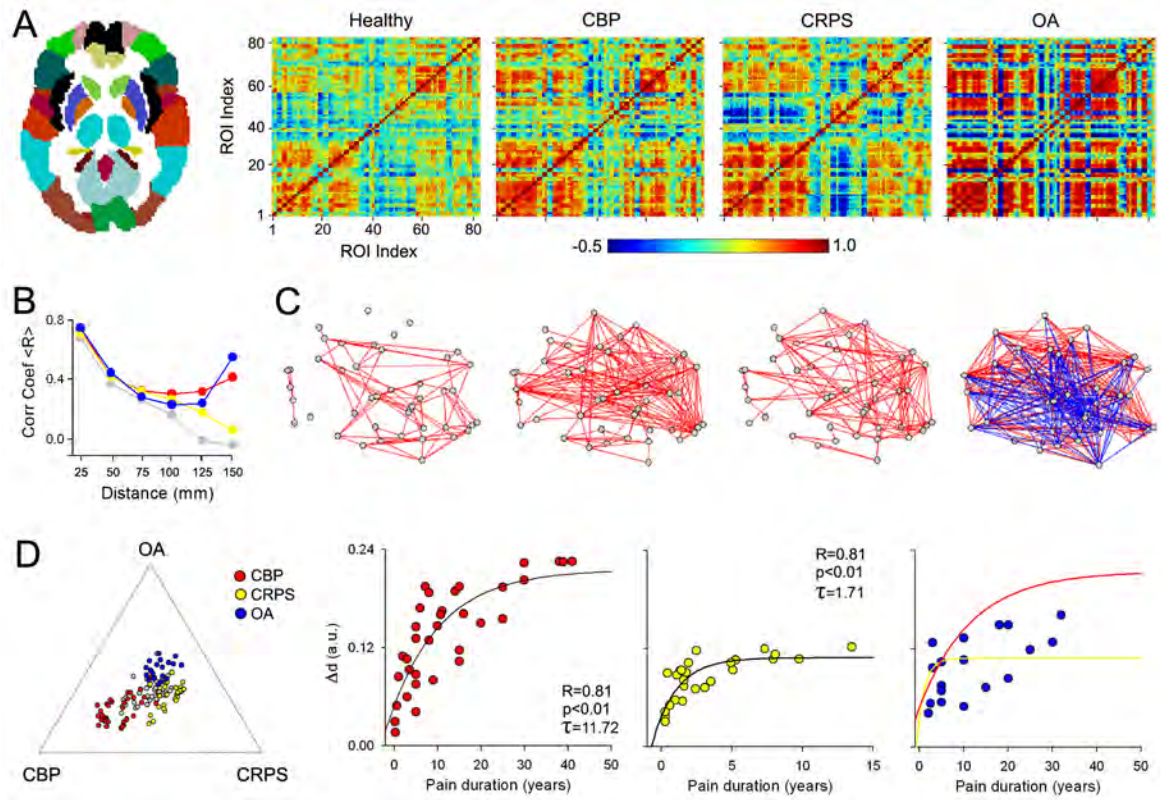 A
Healthy
CBP
CRPS
OA
ROI Index
80
60
40
20
1
1
20
40
60
80
ROI Index
-0.5
1.0
B
Corr Coef <R>
0.8
0.4
0.0
25
50
75
100
125
150
Distance (mm)
C
D
OA
CBP
CRPS
OA
CBP
CRPS
Δd (a.u.)
0.24
0.12
0.00
R=0.81
p<0.01
τ=11.72
0
10
20
30
40
50
Pain duration (years)
R=0.81
p<0.01
τ=1.71
0
5
10
15
Pain duration (years)
0
10
20
30
40
50
Pain duration (years)